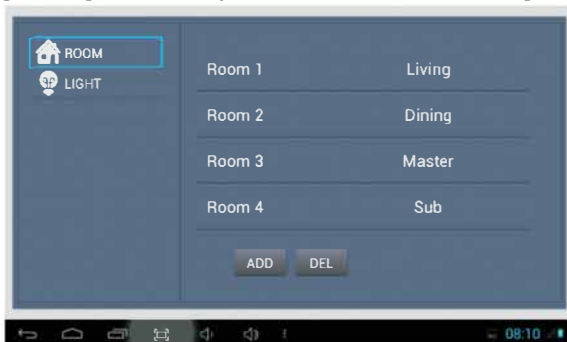 ROOM
LIGHT
Room 1 Living
Room 2 Dining
Room 3 Master
Room 4 Sub
ADD DEL
08:10